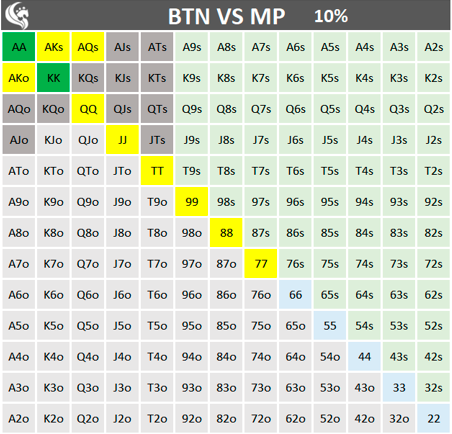 BTN VS MP 10%
AA AKs AQs AJs ATs A9s A8s A7s A6s A5s A4s A3s A2s
AKo KK KQs KJs KTs K9s K8s K7s K6s K5s K4s K3s K2s
AQo KQo QQ QJs QTs Q9s Q8s Q7s Q6s Q5s Q4s Q3s Q2s
AJo KJo QJo JJ JTs J9s J8s J7s J6s J5s J4s J3s J2s
ATo KTo QTo JTo TT T9s T8s T7s T6s T5s T4s T3s T2s
A9o K9o Q9o J9o T9o 99 98s 97s 96s 95s 94s 93s 92s
A8o K8o Q8o J8o T8o 98o 88 87s 86s 85s 84s 83s 82s
A7o K7o Q7o J7o T7o 97o 87o 77 76s 75s 74s 73s 72s
A6o K6o Q6o J6o T6o 96o 86o 76o 66 65s 64s 63s 62s
A5o K5o Q5o J5o T5o 95o 85o 75o 65o 55 54s 53s 52s
A4o K4o Q4o J4o T4o 94o 84o 74o 64o 54o 44 43s 42s
A3o K3o Q3o J3o T3o 93o 83o 73o 63o 53o 43o 33 32s
A2o K2o Q2o J2o T2o 92o 82o 72o 62o 52o 42o 32o 22